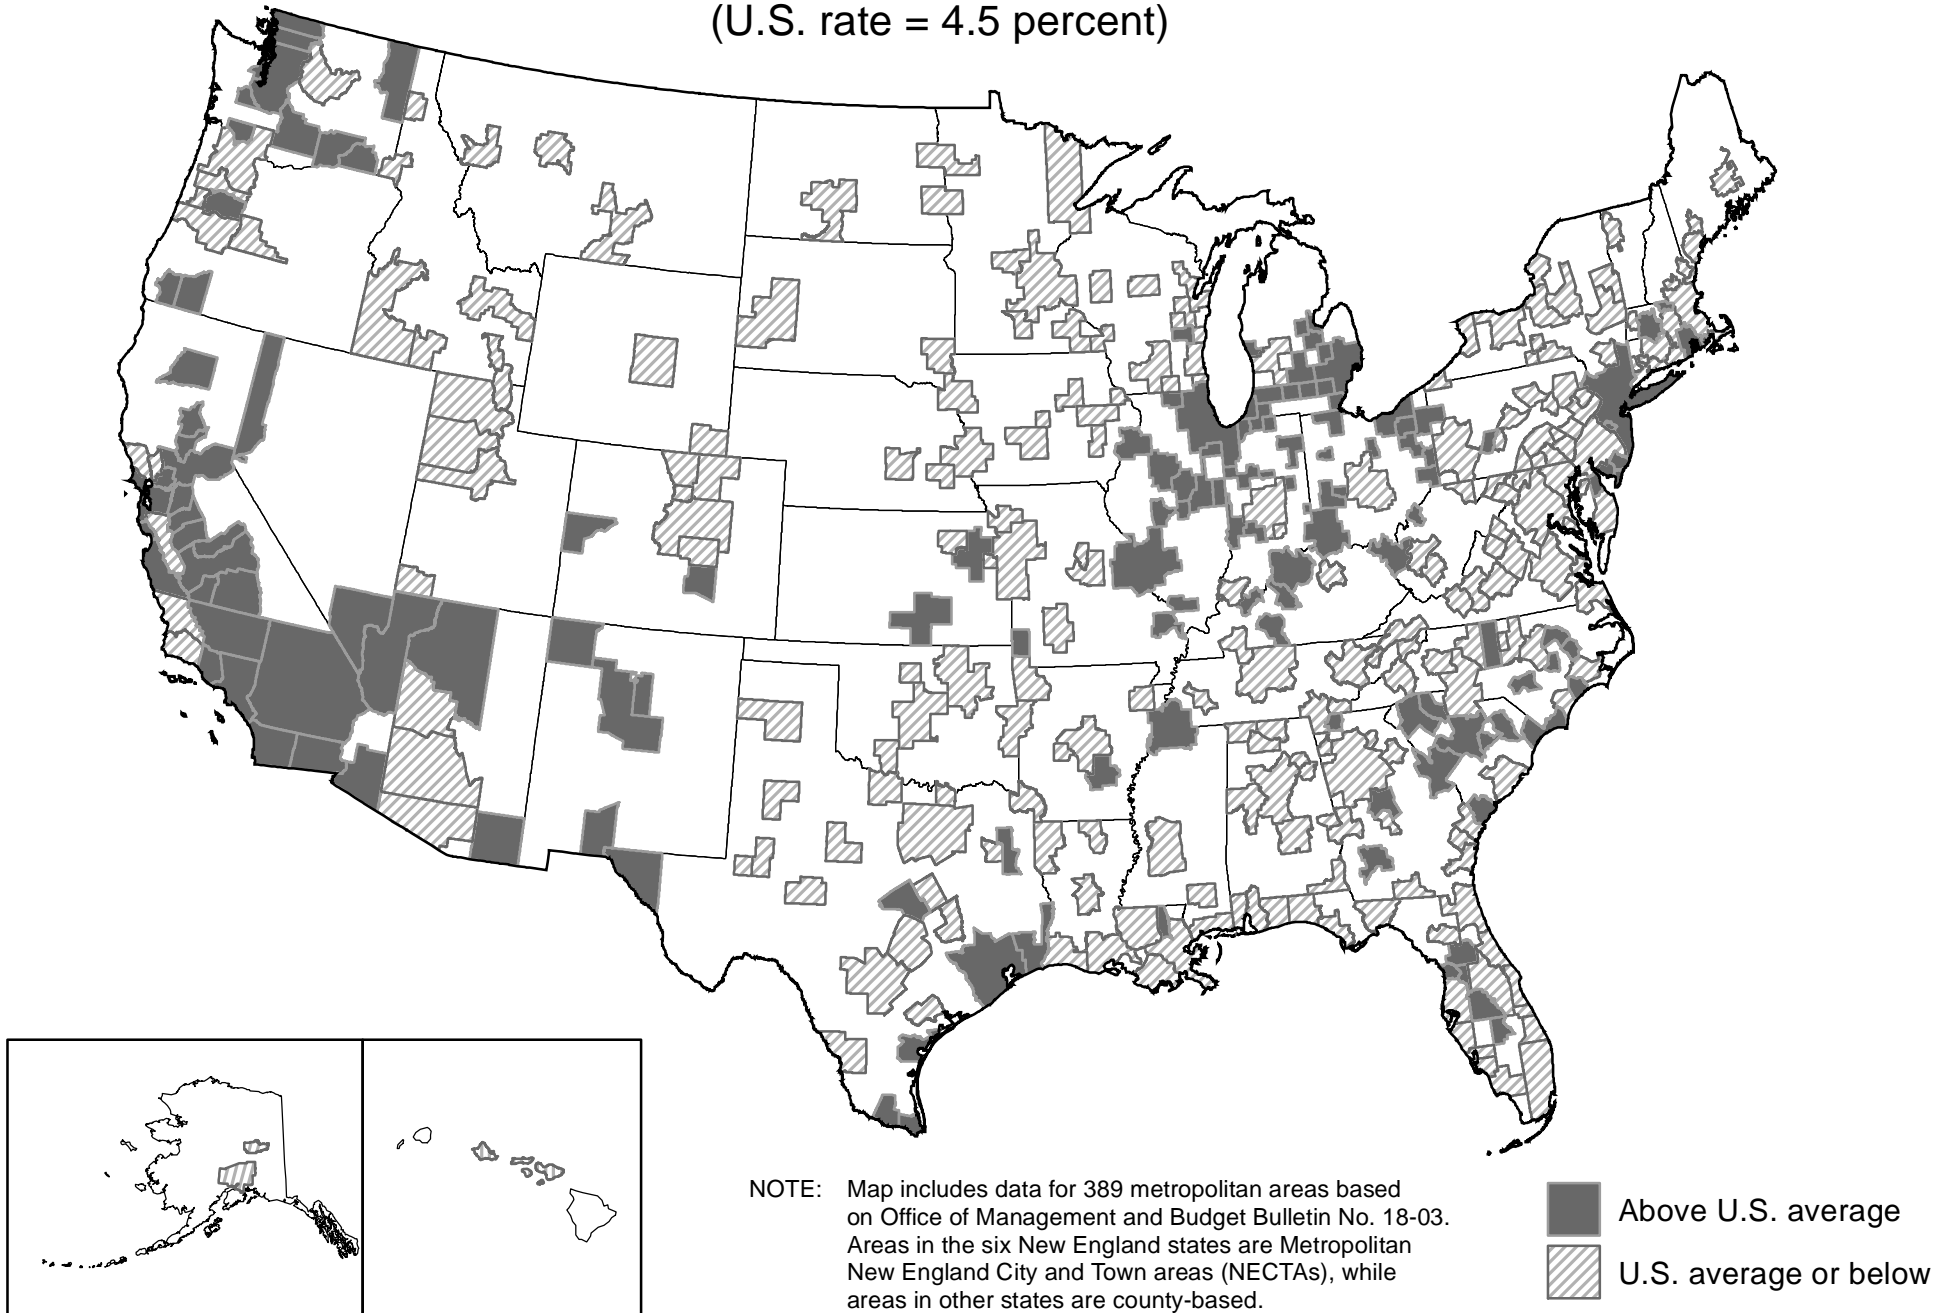 (U.S. rate = 4.5 percent)
NOTE: Map includes data for 389 metropolitan areas based
on Office of Management and Budget Bulletin No. 18-03.
Areas in the six New England states are Metropolitan
New England City and Town areas (NECTAs), while
areas in other states are county-based.
Above U.S. average
U.S. average or below